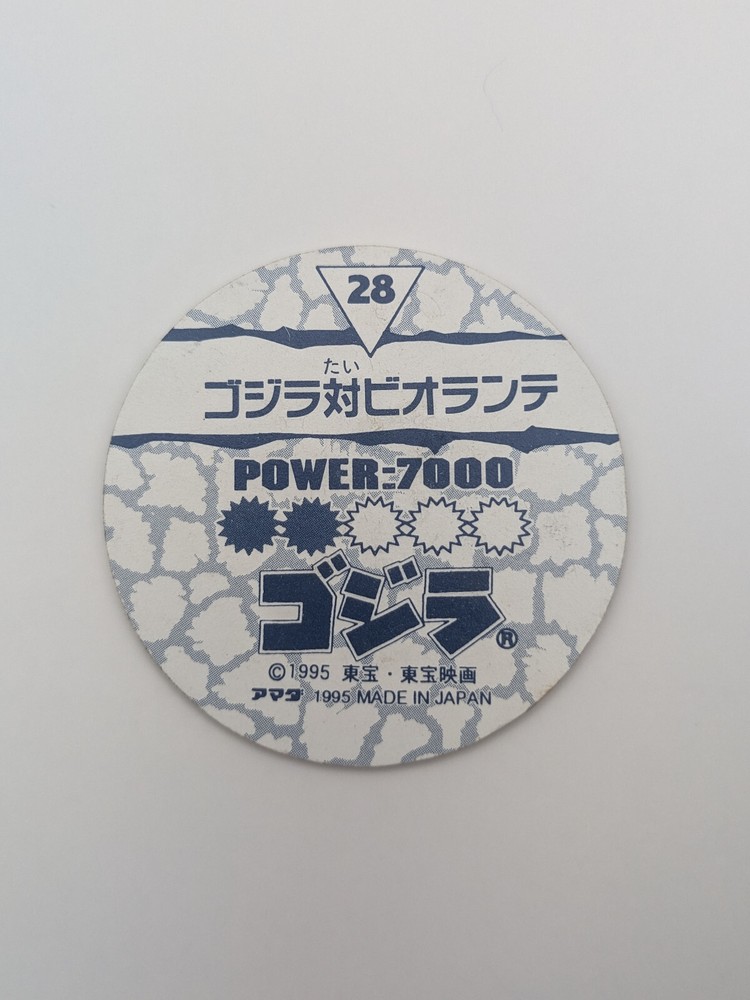 28
たい
ゴジラ対ビオランテ
POWER-7000
ゴジラ®
©1995 東宝・東宝映画
アマダ 1995 MADE IN JAPAN